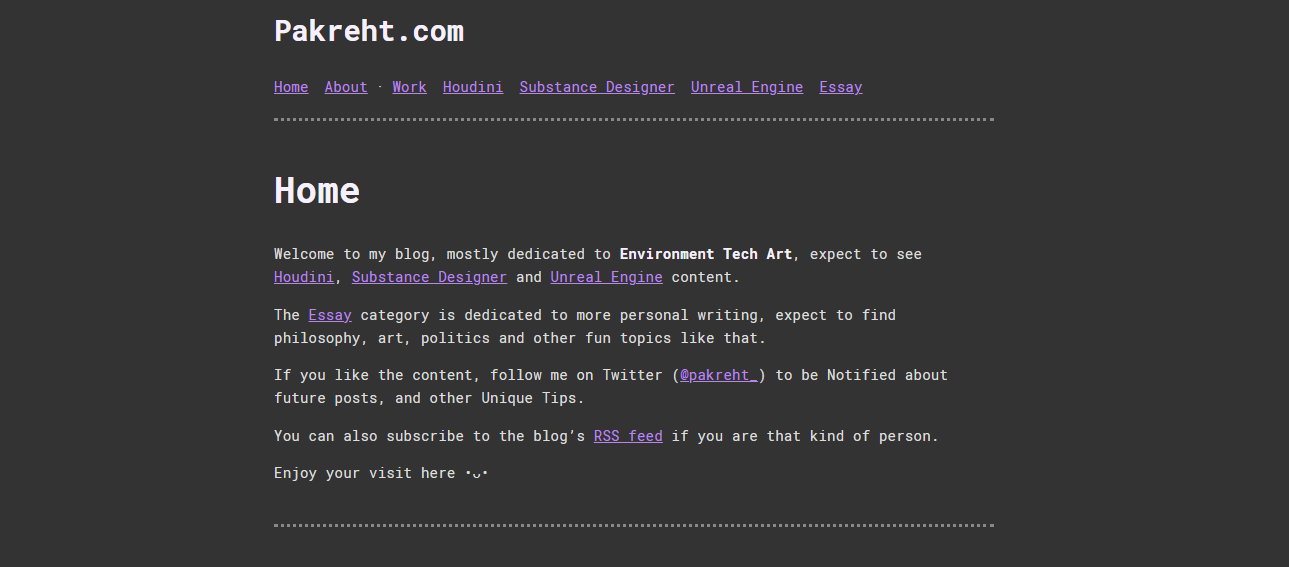 Pakreht.com
Home About · Work Houdini Substance Designer Unreal Engine Essay
Home
Welcome to my blog, mostly dedicated to Environment Tech Art, expect to see
Houdini, Substance Designer and Unreal Engine content.
The Essay category is dedicated to more personal writing, expect to find
philosophy, art, politics and other fun topics like that.
If you like the content, follow me on Twitter (@pakreht_) to be Notified about
future posts, and other Unique Tips.
You can also subscribe to the blog’s RSS feed if you are that kind of person.
Enjoy your visit here •ᴗ•